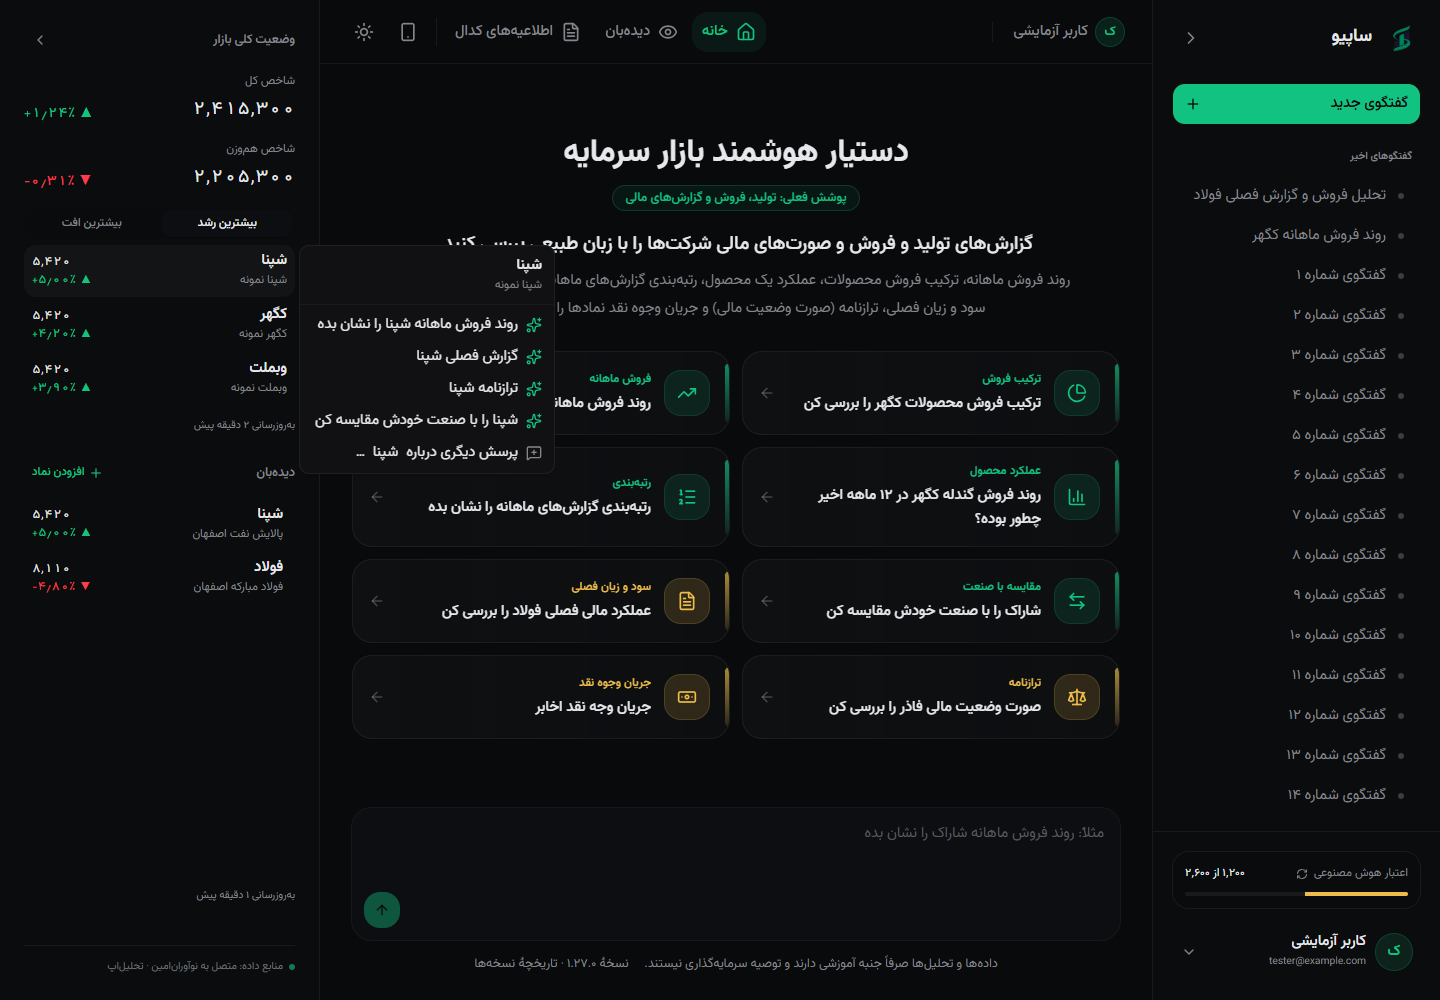 ساپیو
گفتگوی جدید
گفتگوهای اخیر
تحلیل فروش و گزارش فصلی فولاد
روند فروش ماهانه کگهر
گفتگوی شماره ۱
گفتگوی شماره ۲
گفتگوی شماره ۳
گفتگوی شماره ۴
گفتگوی شماره ۵
گفتگوی شماره ۶
گفتگوی شماره ۷
گفتگوی شماره ۸
گفتگوی شماره ۹
گفتگوی شماره ۱۰
گفتگوی شماره ۱۱
گفتگوی شماره ۱۲
گفتگوی شماره ۱۳
گفتگوی شماره ۱۴
اعتبار هوش مصنوعی
۱,۲۰۰ از ۲,۶۰۰
ک
کاربر آزمایشی
tester@example.com
ک
کاربر آزمایشی
خانه
دیده‌بان
اطلاعیه‌های کدال
دستیار هوشمند بازار سرمایه
پوشش فعلی: تولید، فروش و گزارش‌های مالی
گزارش‌های تولید و فروش و صورت‌های مالی شرکت‌ها را با زبان طبیعی بررسی کنید
روند فروش ماهانه، ترکیب فروش محصولات، عملکرد یک محصول، رتبه‌بندی گزارش‌های
سود و زیان فصلی، ترازنامه (صورت وضعیت مالی) و جریان وجوه نقد نمادها را
ترکیب فروش
ترکیب فروش محصولات کگهر را بررسی کن
فروش ماهانه
روند فروش
عملکرد محصول
روند فروش گندله کگهر در ۱۲ ماهه اخیر
چطور بوده؟
رتبه‌بندی
رتبه‌بندی گزارش‌های ماهانه را نشان بده
مقایسه با صنعت
شاراک را با صنعت خودش مقایسه کن
سود و زیان فصلی
عملکرد مالی فصلی فولاد را بررسی کن
ترازنامه
صورت وضعیت مالی فاذر را بررسی کن
جریان وجوه نقد
جریان وجه نقد اخابر
مثلاً: روند فروش ماهانه شاراک را نشان بده
داده‌ها و تحلیل‌ها صرفاً جنبه آموزشی دارند و توصیه سرمایه‌گذاری نیستند.
نسخهٔ ۱.۲۷.۰ · تاریخچهٔ نسخه‌ها
شپنا
شپنا نمونه
روند فروش ماهانه شپنا را نشان بده
گزارش فصلی شپنا
ترازنامه شپنا
شپنا را با صنعت خودش مقایسه کن
پرسش دیگری درباره شپنا ...
وضعیت کلی بازار
شاخص کل
۲,۴۱۵,۳۰۰
▲ +۱٫۲۴٪
شاخص هم‌وزن
۲,۲۰۵,۳۰۰
▼ -۰٫۳۱٪
بیشترین رشد
بیشترین افت
شپنا
۵,۴۲۰
شپنا نمونه
▲ +۵٫۰۰٪
کگهر
۵,۴۲۰
کگهر نمونه
▲ +۴٫۲۰٪
وبملت
۵,۴۲۰
وبملت نمونه
▲ +۳٫۹۰٪
به‌روزرسانی ۲ دقیقه پیش
دیده‌بان
افزودن نماد
شپنا
۵,۴۲۰
پالایش نفت اصفهان
▲ +۵٫۰۰٪
فولاد
۸,۱۱۰
فولاد مبارکه اصفهان
▼ -۴٫۸۰٪
به‌روزرسانی ۱ دقیقه پیش
منابع داده: متصل به نوآوران‌امین · تحلیل‌اپ